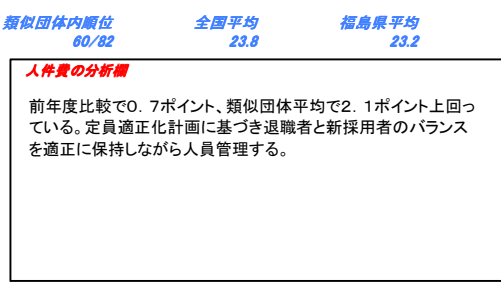 類似団体内順位 全国平均 福島県平均
60/82 23.8 23.2
人件費の分析欄
前年度比較で0．7ポイント、類似団体平均で2．1ポイント上回っ
ている。定員適正化計画に基づき退職者と新採用者のバランス
を適正に保持しながら人員管理する。